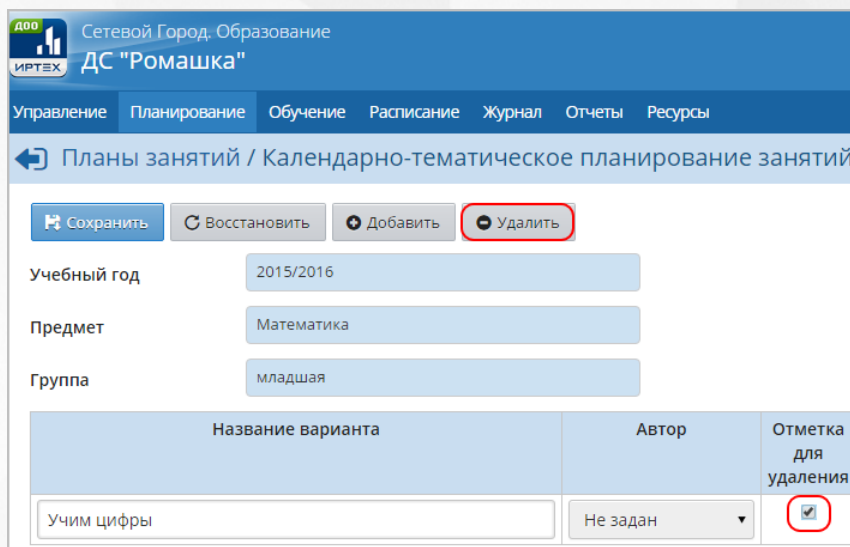 ДОО
ИРТЕХ
Сетевой Город. Образование
ДС "Ромашка"
Управление Планирование Обучение Расписание Журнал Отчеты Ресурсы
Планы занятий / Календарно-тематическое планирование занятий
Сохранить Восстановить Добавить Удалить
Учебный год 2015/2016
Предмет Математика
Группа младшая
Название варианта Автор Отметка
для
удаления
Учим цифры Не задан